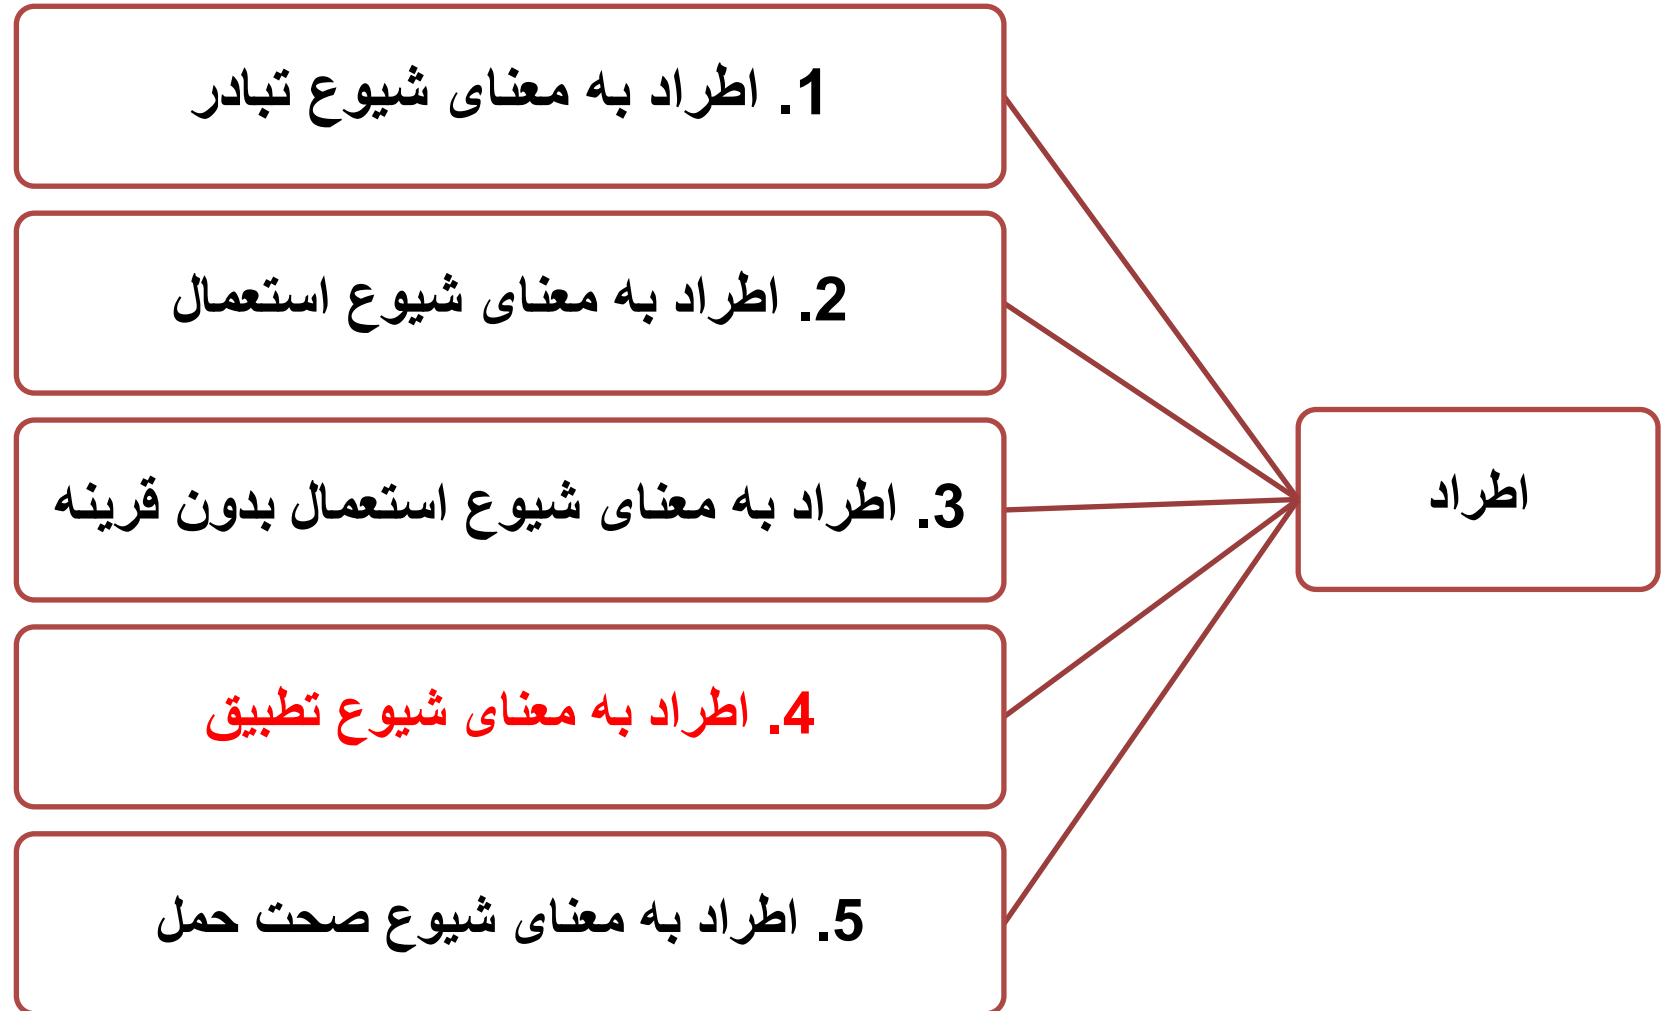 اطراد
1. اطراد به معنای شیوع تبادر
2. اطراد به معنای شیوع استعمال
3. اطراد به معنای شیوع استعمال بدون قرینه
4. اطراد به معنای شیوع تطبیق
5. اطراد به معنای شیوع صحت حمل